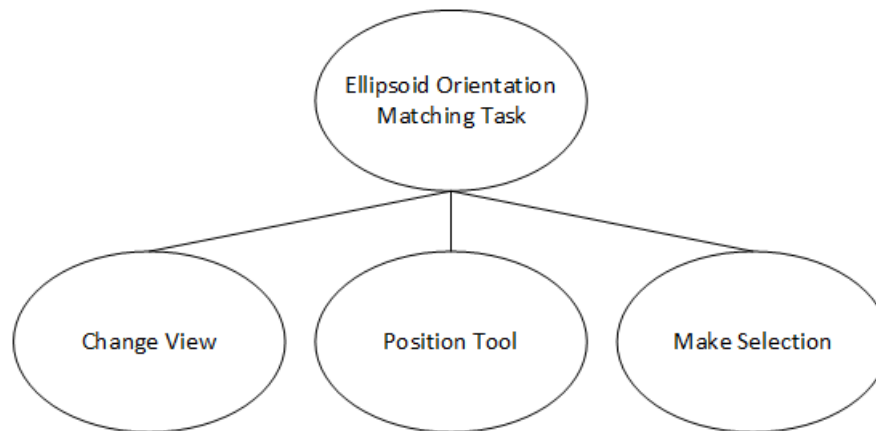 Ellipsoid Orientation
Matching Task
Change View
Position Tool
Make Selection